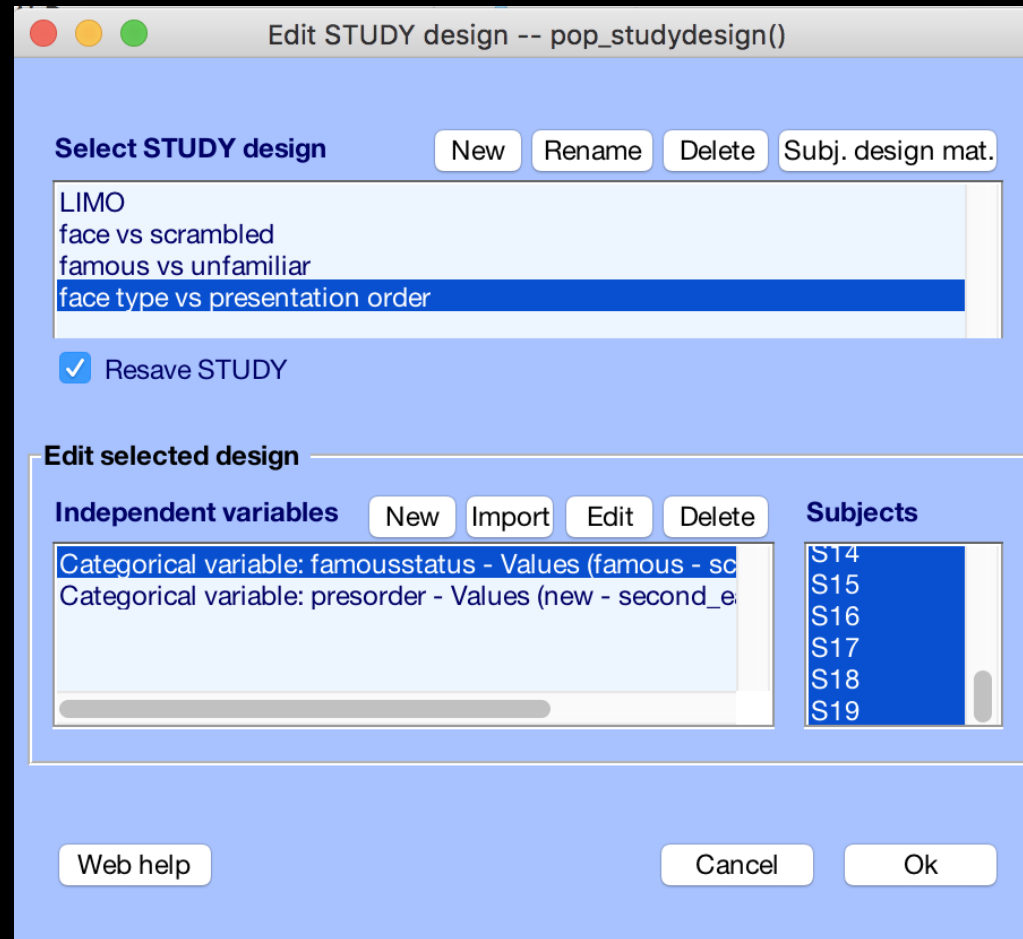 Edit STUDY design -- pop_studydesign()
Select STUDY design New Rename Delete Subj. design mat.
LIMO
face vs scrambled
famous vs unfamiliar
face type vs presentation order
Resave STUDY
Edit selected design
Independent variables New Import Edit Delete
Categorical variable: famousstatus - Values (famous - sc
Categorical variable: presorder - Values (new - second_ea
Subjects
S14
S15
S16
S17
S18
S19
Web help Cancel Ok